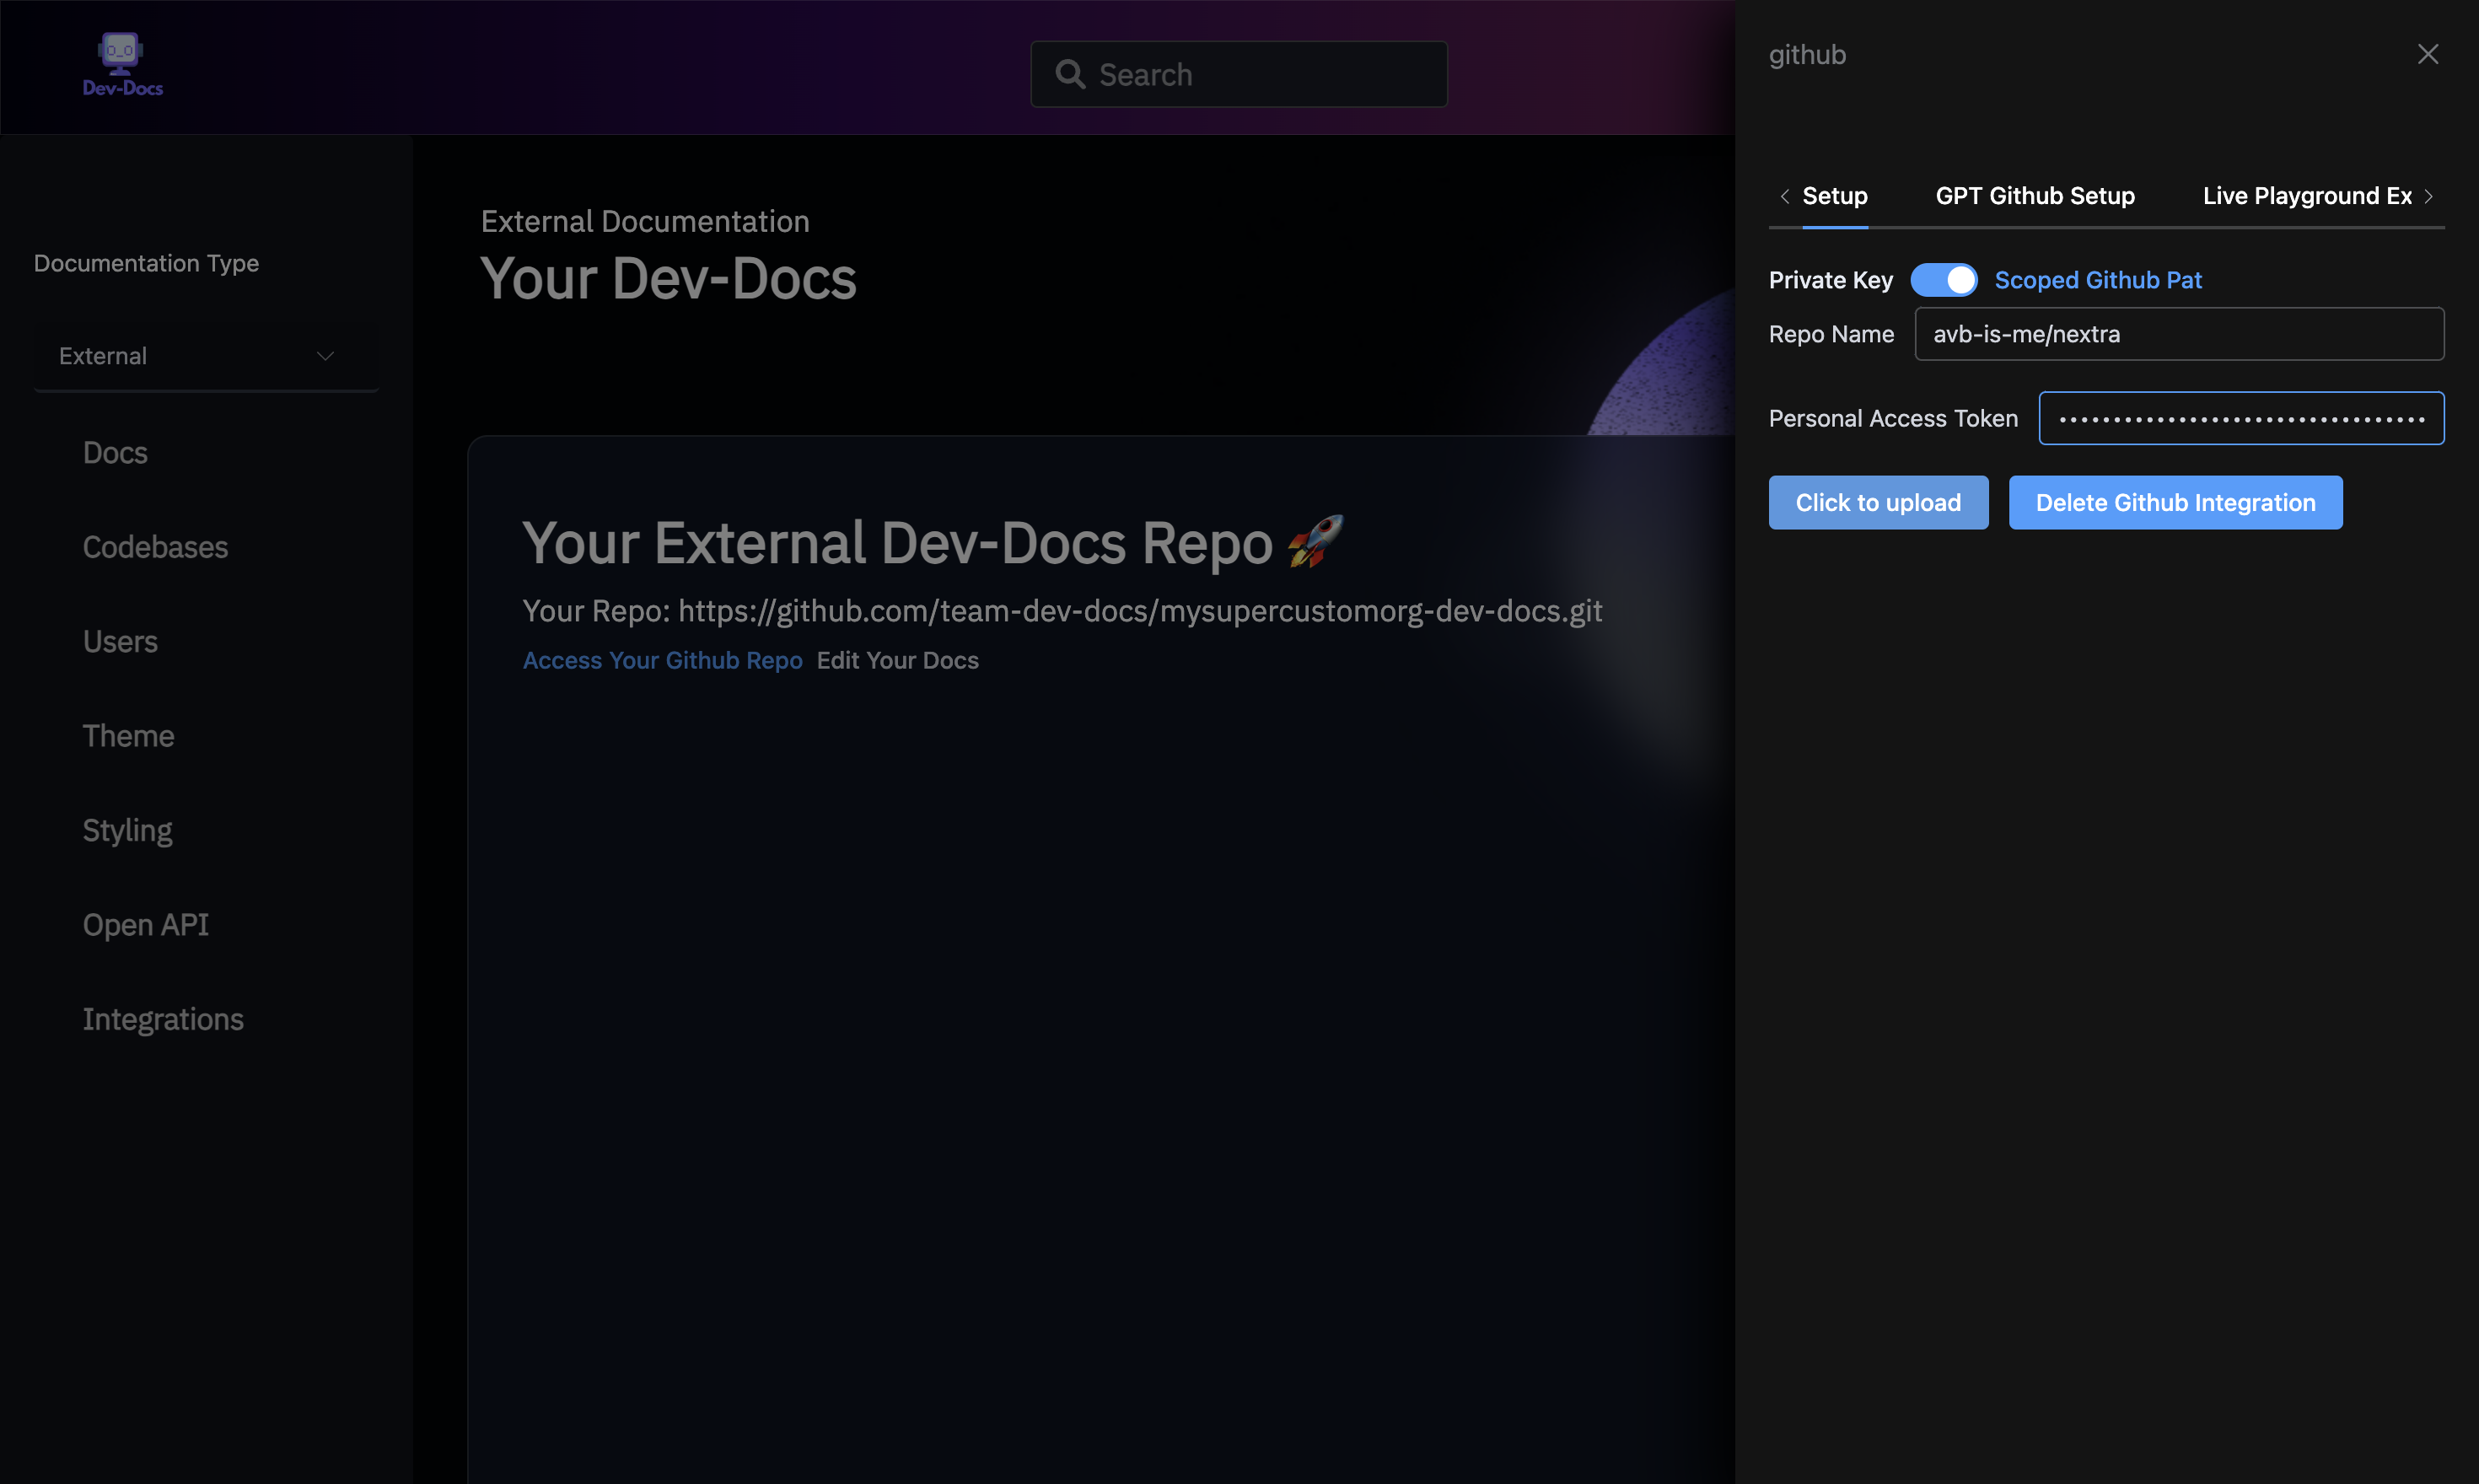 Dev-Docs
Search
Documentation Type
External
Docs
Codebases
Users
Theme
Styling
Open API
Integrations
External Documentation
Your Dev-Docs
Your External Dev-Docs Repo 🚀
Your Repo: https://github.com/team-dev-docs/mysupercustomorg-dev-docs.git
Access Your Github Repo Edit Your Docs
github
Setup GPT Github Setup Live Playground Ex
Private Key Scoped Github Pat
Repo Name avb-is-me/nextra
Personal Access Token
Click to upload Delete Github Integration